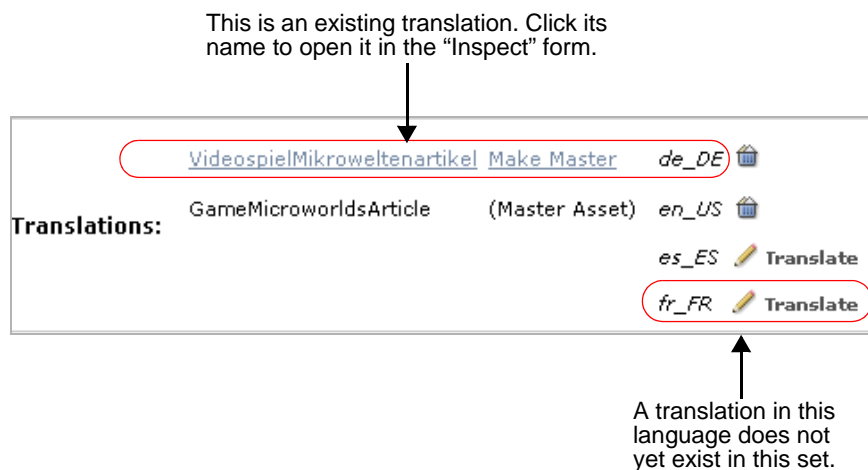 This is an existing translation. Click its
name to open it in the “Inspect” form.
VideospielMikroweltenartikel Make Master de_DE
Translations:
GameMicroworldsArticle (Master Asset) en_US
es_ES Translate
fr_FR Translate
A translation in this
language does not
yet exist in this set.